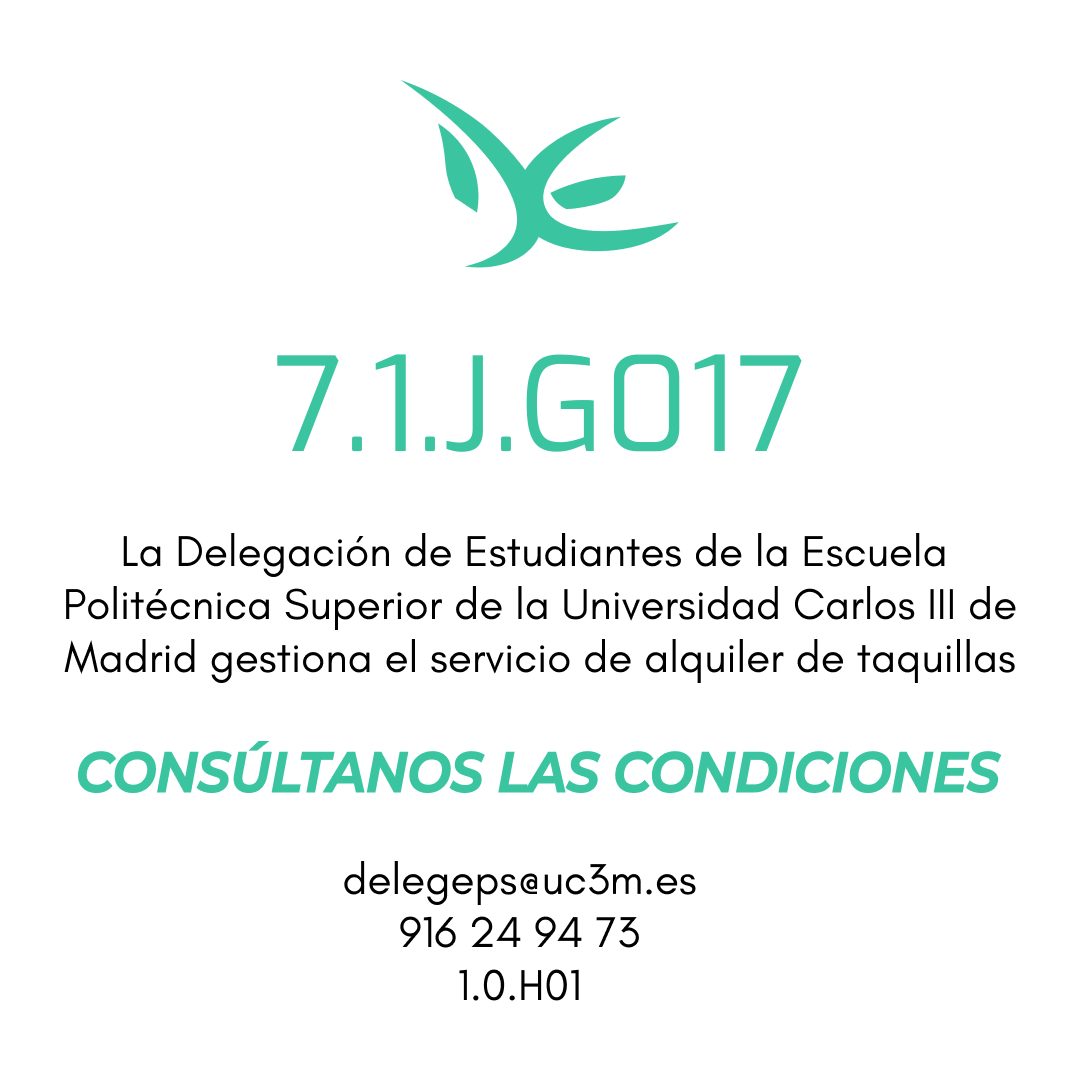 7.1.J.G017
La Delegación de Estudiantes de la Escuela
Politécnica Superior de la Universidad Carlos III de
Madrid gestiona el servicio de alquiler de taquillas
CONSÚLTANOS LAS CONDICIONES
delegeps@uc3m.es
916 24 94 73
1.0.H01